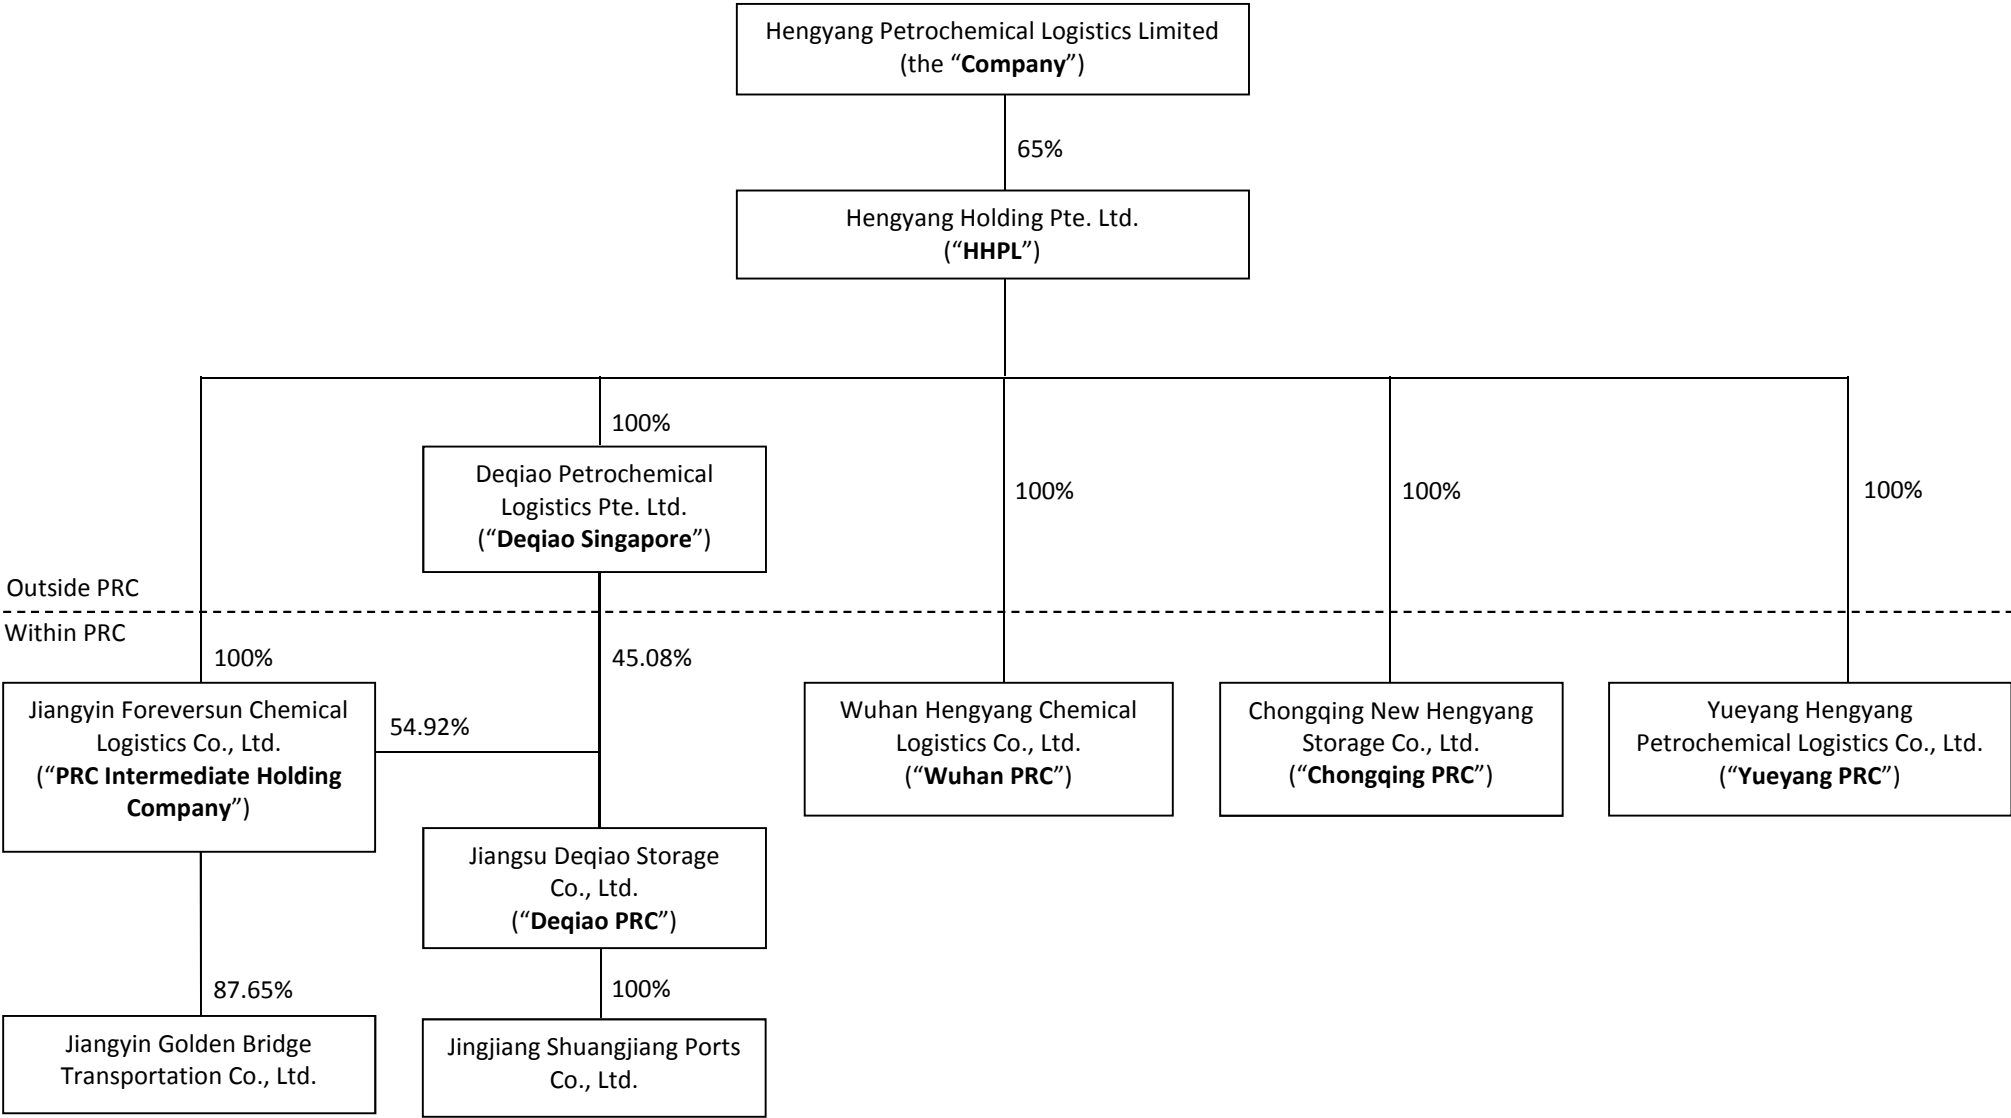 Hengyang Petrochemical Logistics Limited
(the “Company”)
65%
Hengyang Holding Pte. Ltd.
(“HHPL”)
100%
Deqiao Petrochemical
Logistics Pte. Ltd.
(“Deqiao Singapore”)
100%
100%
100%
Outside PRC
Within PRC
100%
45.08%
Jiangyin Foreversun Chemical
Logistics Co., Ltd.
(“PRC Intermediate Holding
Company”)
54.92%
Wuhan Hengyang Chemical
Logistics Co., Ltd.
(“Wuhan PRC”)
Chongqing New Hengyang
Storage Co., Ltd.
(“Chongqing PRC”)
Yueyang Hengyang
Petrochemical Logistics Co., Ltd.
(“Yueyang PRC”)
Jiangsu Deqiao Storage
Co., Ltd.
(“Deqiao PRC”)
87.65%
100%
Jiangyin Golden Bridge
Transportation Co., Ltd.
Jingjiang Shuangjiang Ports
Co., Ltd.